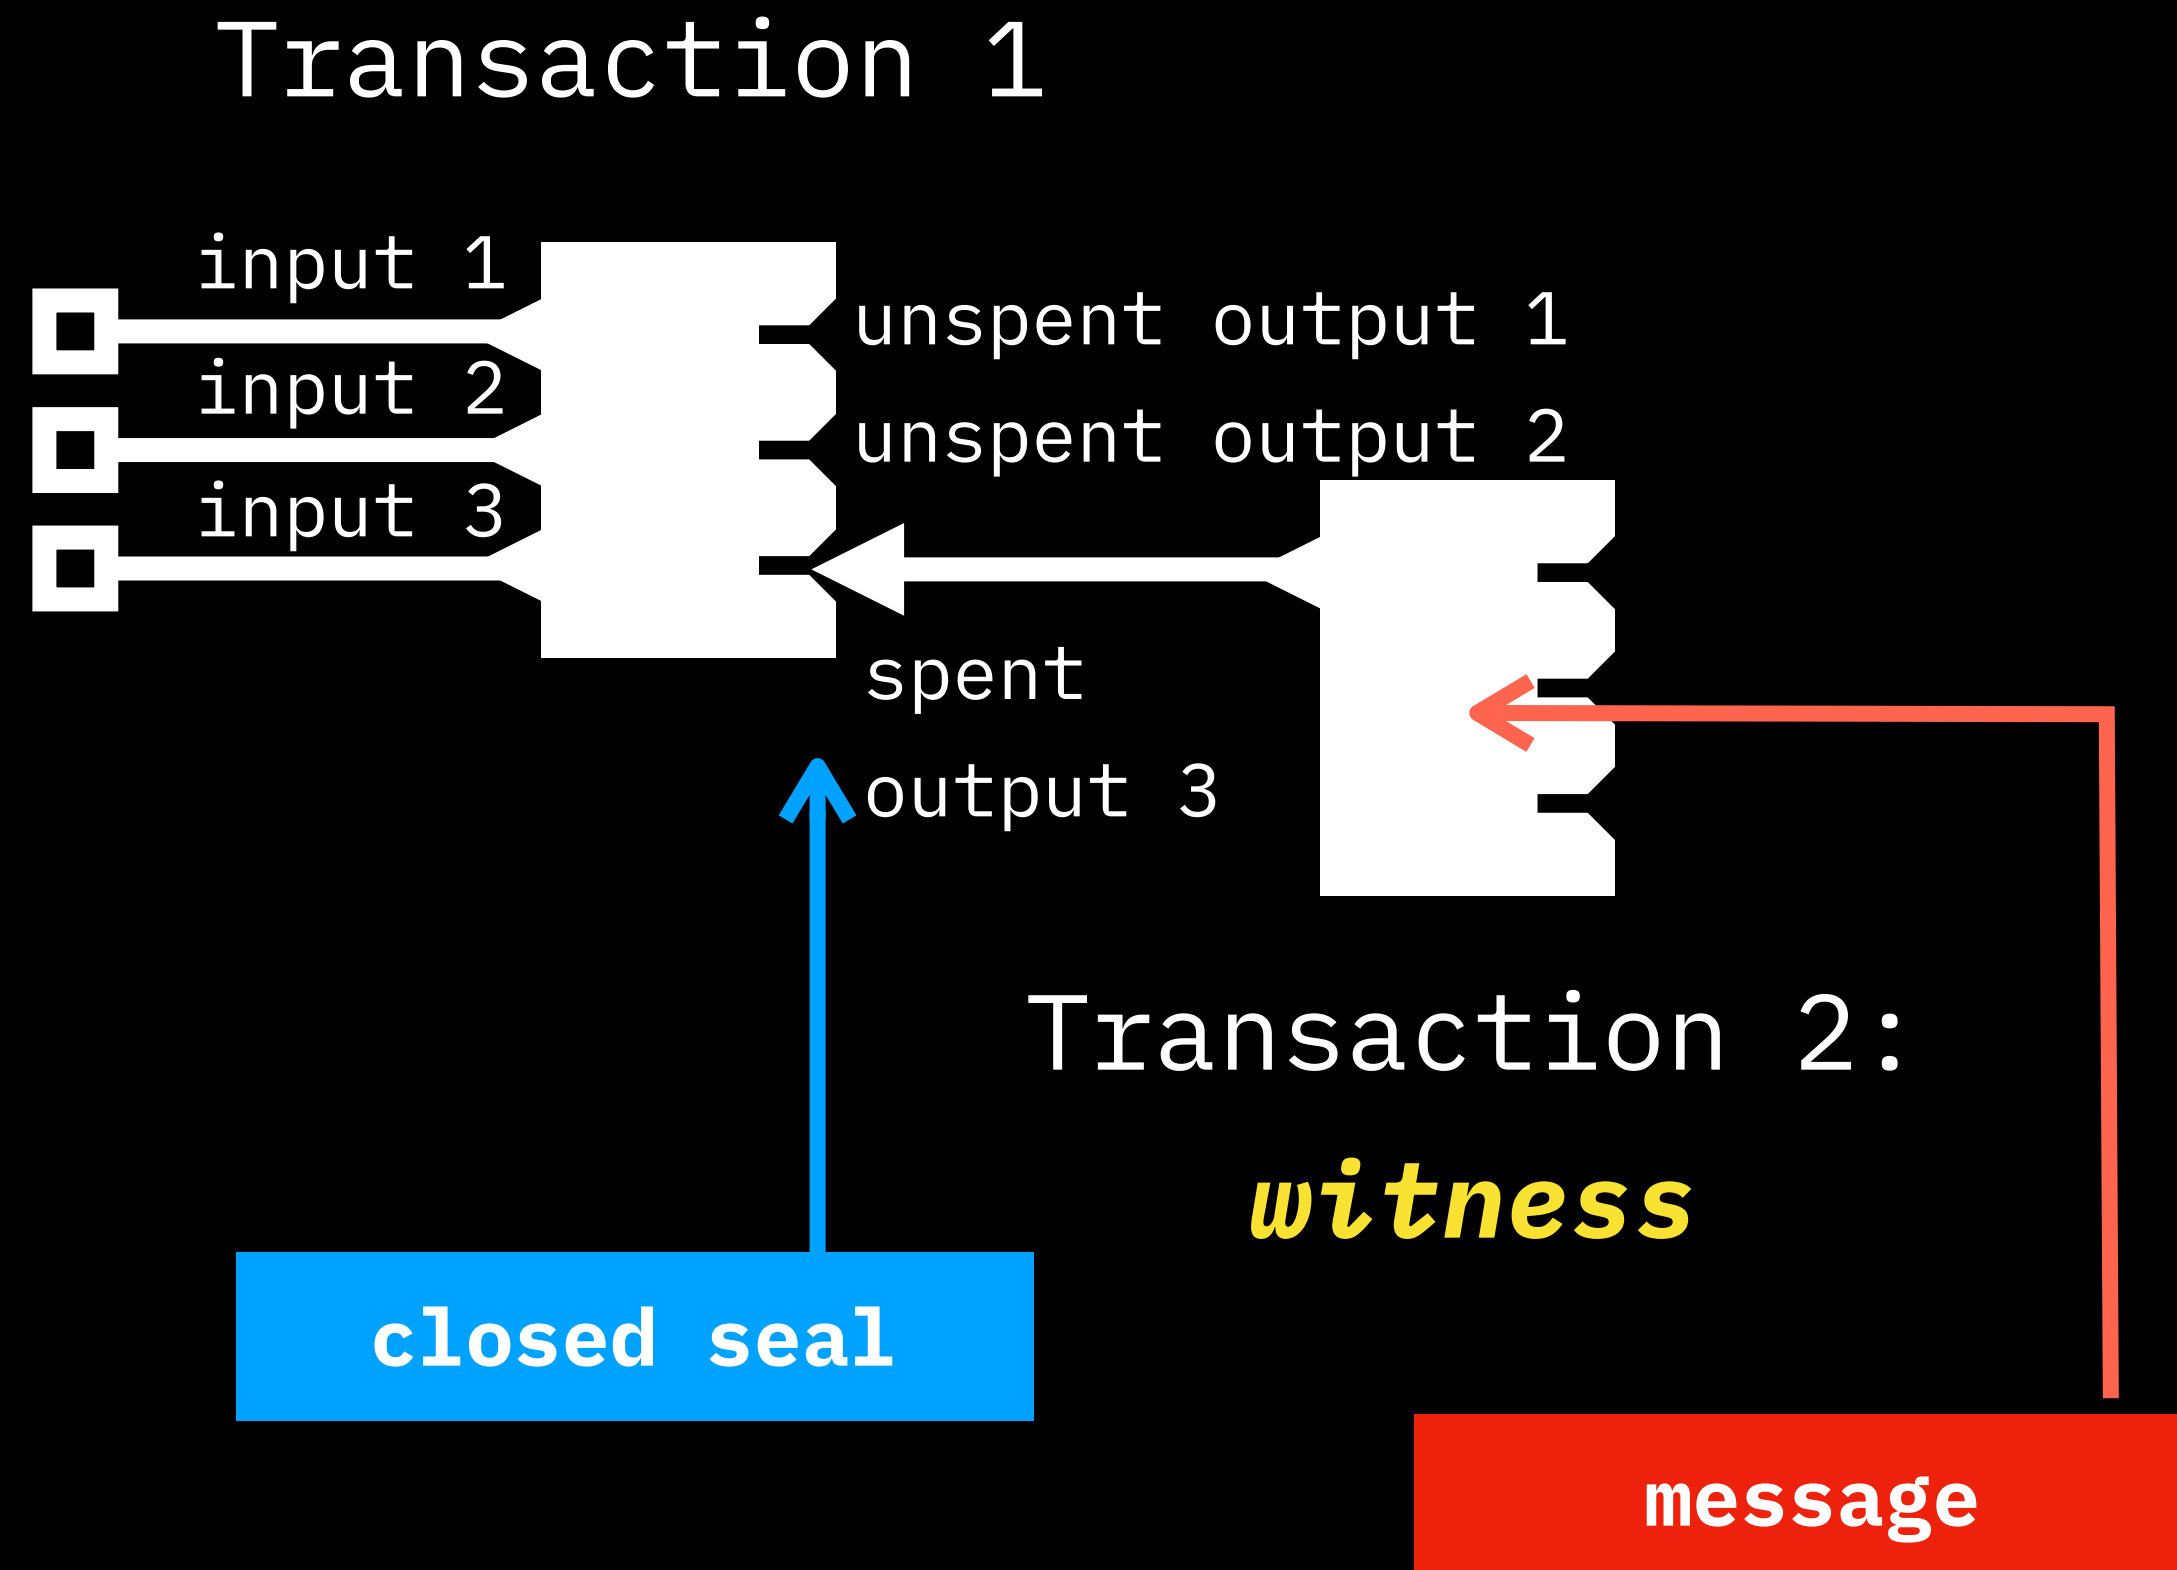 Transaction 1
input 1
unspent output 1
input 2
unspent output 2
input 3
spent
output 3
Transaction 2:
witness
closed seal
message